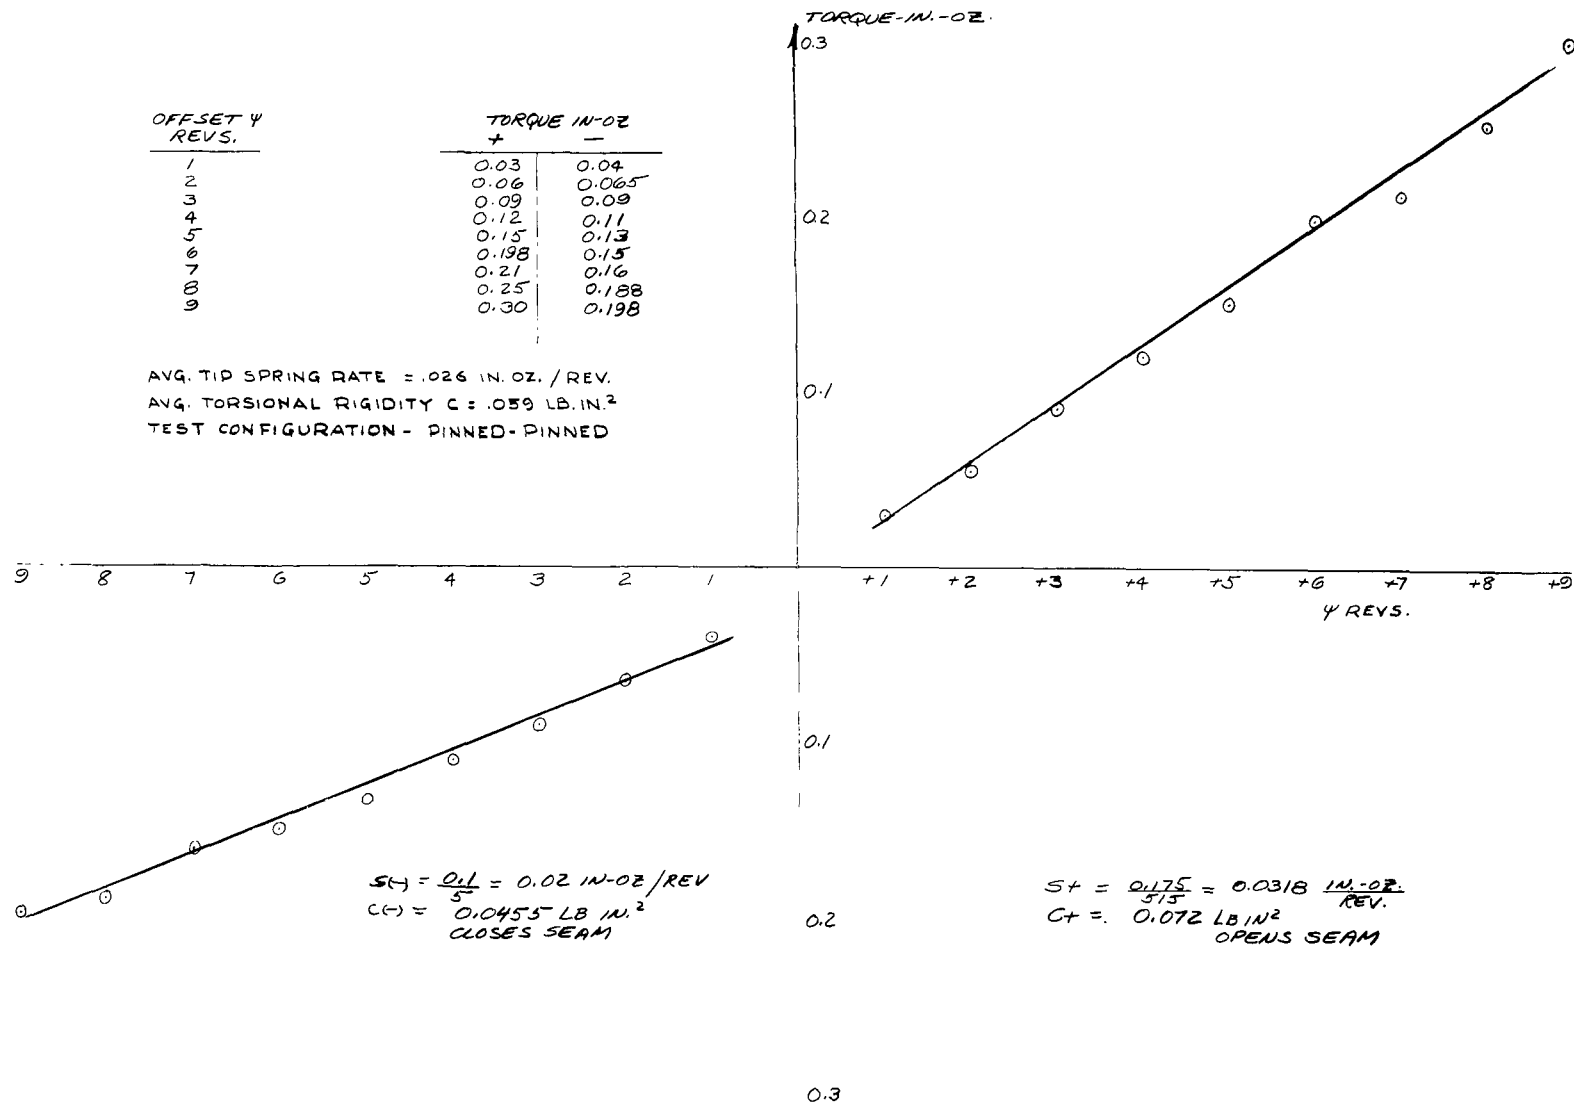 TORQUE-IN.-OZ.
0.3
OFFSET Ψ TORQUE IN-OZ
REVS. + −
1 0.03 0.04
2 0.06 0.065
3 0.09 0.09
4 0.12 0.11
5 0.15 0.13
6 0.198 0.15
7 0.21 0.16
8 0.25 0.188
9 0.30 0.198
0.2
AVG. TIP SPRING RATE = .026 IN. OZ. / REV.
AVG. TORSIONAL RIGIDITY C = .059 LB. IN.²
TEST CONFIGURATION - PINNED-PINNED
0.1
9 8 7 6 5 4 3 2 1 +1 +2 +3 +4 +5 +6 +7 +8 +9
Ψ REVS.
0.1
S(-) = 0.1/5 = 0.02 IN-OZ/REV
C(-) = 0.0455 LB IN.²
CLOSES SEAM
0.2
S+ = 0.175/5.5 = 0.0318 IN.-OZ./REV.
C+ =. 0.072 LB IN²
OPENS SEAM
0.3